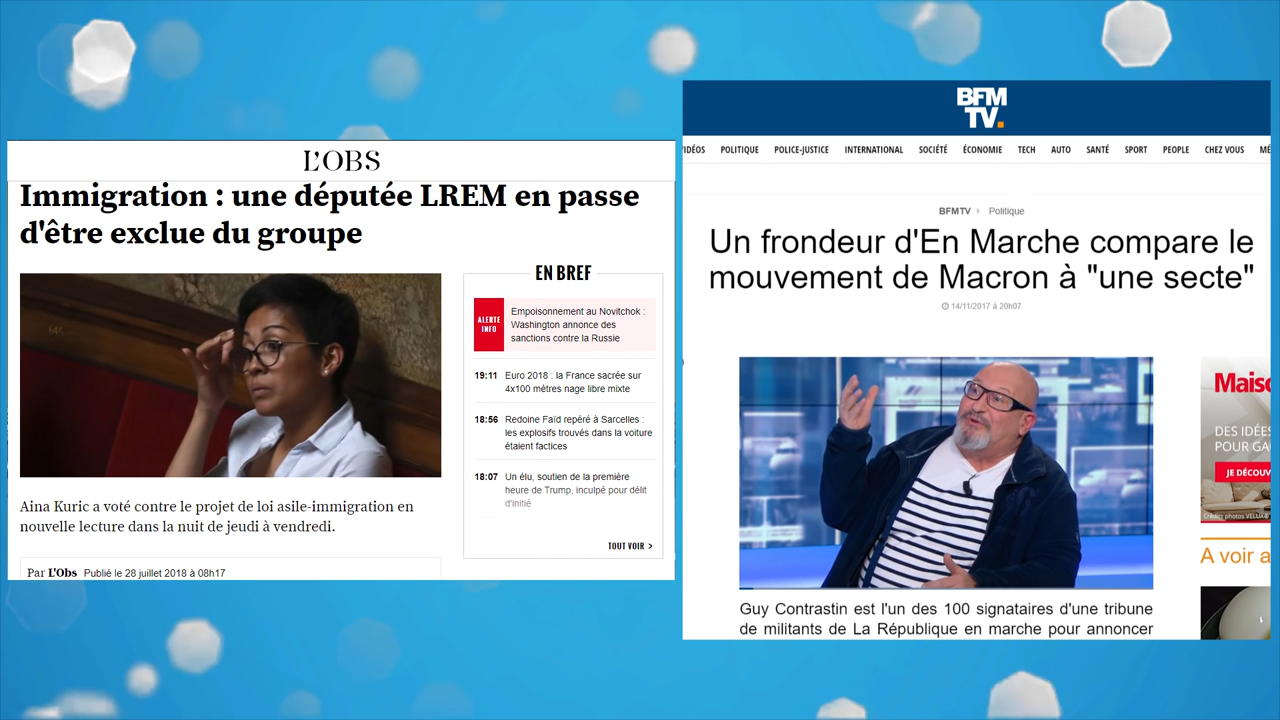 L'OBS
Immigration : une députée LREM en passe
d'être exclue du groupe
EN BREF
ALERTE
INFO
Empoisonnement au Novitchok :
Washington annonce des
sanctions contre la Russie
19:11 Euro 2018 : la France sacrée sur
4x100 mètres nage libre mixte
18:56 Redoine Faïd repéré à Sarcelles :
les explosifs trouvés dans la voiture
étaient factices
18:07 Un élu, soutien de la première
heure de Trump, inculpé pour délit
d'initié
TOUT VOIR >
Aina Kuric a voté contre le projet de loi asile-immigration en
nouvelle lecture dans la nuit de jeudi à vendredi.
Par L'Obs Publié le 28 juillet 2018 à 08h17
BFM
TV.
IDÉOS POLITIQUE POLICE-JUSTICE INTERNATIONAL SOCIÉTÉ ÉCONOMIE TECH AUTO SANTÉ SPORT PEOPLE CHEZ VOUS MÉ
BFMTV > Politique
Un frondeur d'En Marche compare le
mouvement de Macron à "une secte"
14/11/2017 à 20h07
Guy Contrastin est l'un des 100 signataires d'une tribune
de militants de La République en marche pour annoncer
Maiso
DES IDÉES
POUR GA
JE DÉCOUV
Crédits photos VELUX®
A voir a